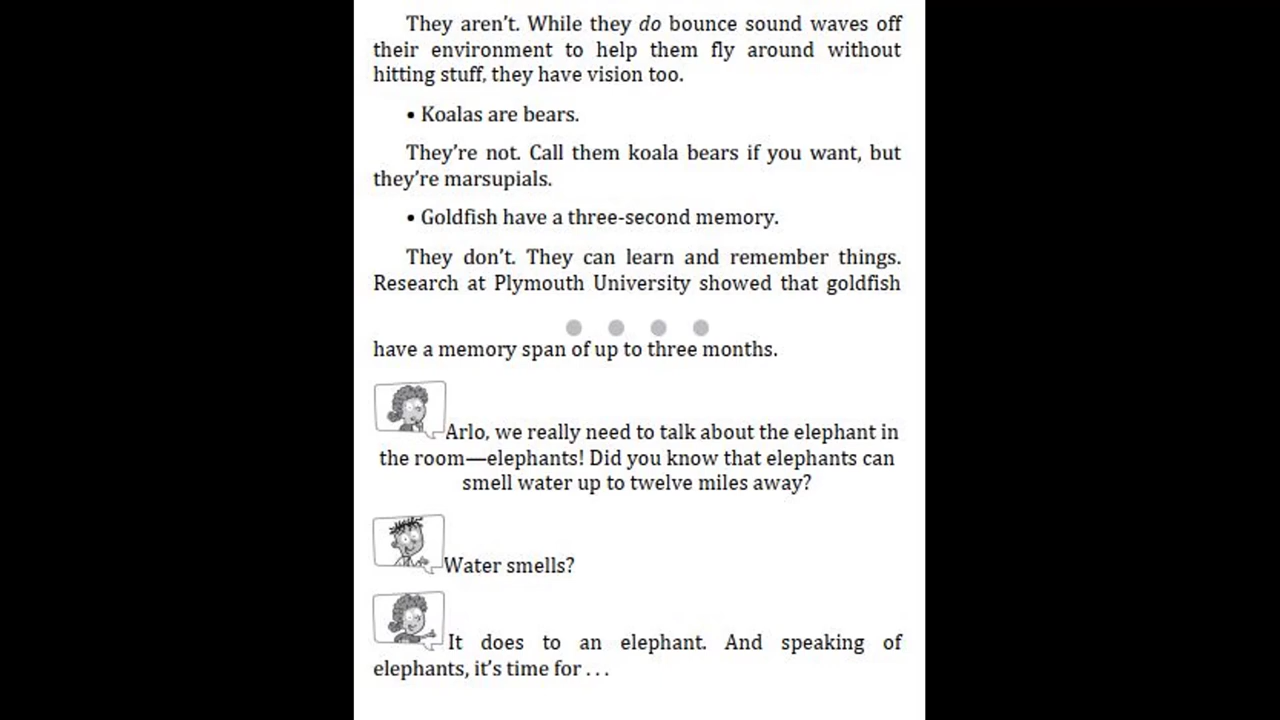 They aren’t. While they do bounce sound waves off
their environment to help them fly around without
hitting stuff, they have vision too.
• Koalas are bears.
They’re not. Call them koala bears if you want, but
they’re marsupials.
• Goldfish have a three-second memory.
They don’t. They can learn and remember things.
Research at Plymouth University showed that goldfish
have a memory span of up to three months.
Arlo, we really need to talk about the elephant in
the room—elephants! Did you know that elephants can
smell water up to twelve miles away?
Water smells?
It does to an elephant. And speaking of
elephants, it’s time for . . .